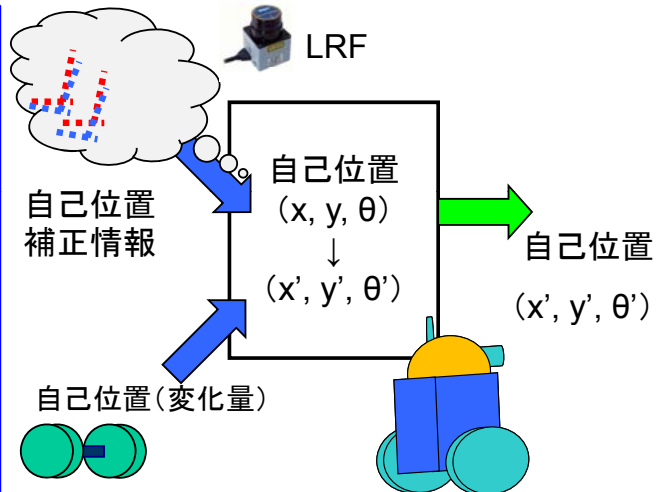 LRF
自己位置
補正情報
自己位置
（x, y, θ）
↓
（x’, y’, θ’）
自己位置
（x’, y’, θ’）
自己位置（変化量）